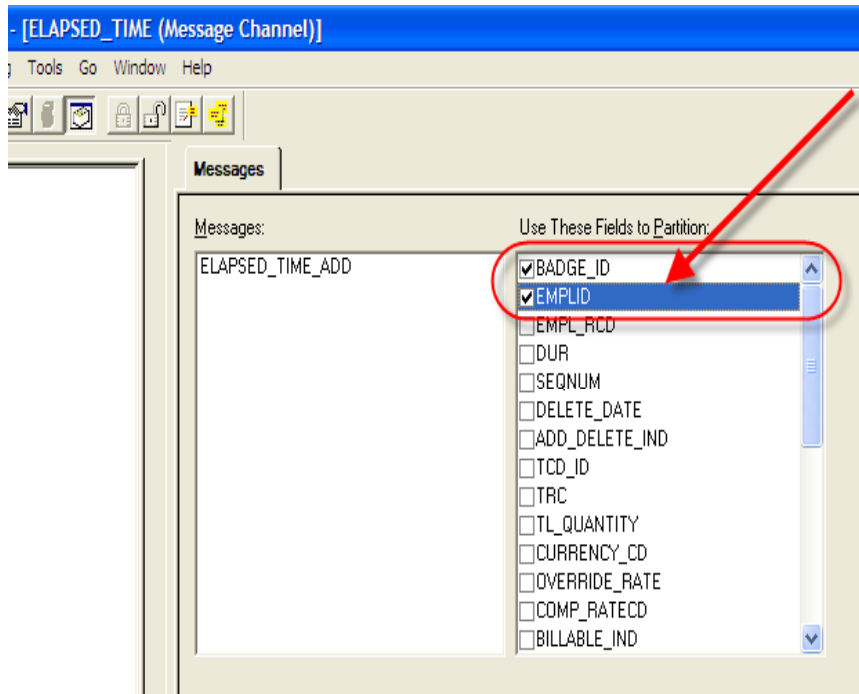 - [ELAPSED_TIME (Message Channel)]
Tools Go Window Help
Messages
Messages:
Use These Fields to Partition:
ELAPSED_TIME_ADD
BADGE_ID
EMPLID
EMPL_RCD
DUR
SEQNUM
DELETE_DATE
ADD_DELETE_IND
TCD_ID
TRC
TL_QUANTITY
CURRENCY_CD
OVERRIDE_RATE
COMP_RATECD
BILLABLE_IND